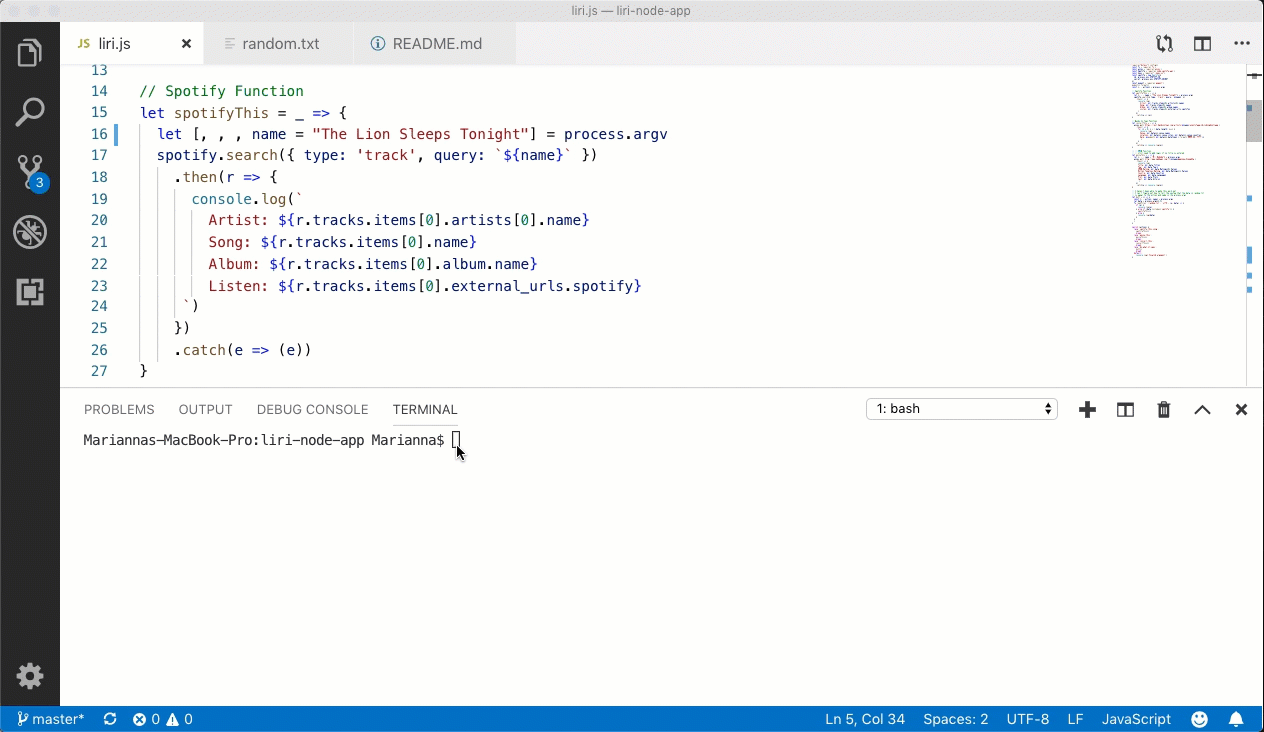 liri.js — liri-node-app
JS liri.js × random.txt README.md
13
14 // Spotify Function
15 let spotifyThis = _ => {
16 let [, , , name = "The Lion Sleeps Tonight"] = process.argv
17 spotify.search({ type: 'track', query: `${name}` })
18 .then(r => {
19 console.log(`
20 Artist: ${r.tracks.items[0].artists[0].name}
21 Song: ${r.tracks.items[0].name}
22 Album: ${r.tracks.items[0].album.name}
23 Listen: ${r.tracks.items[0].external_urls.spotify}
24 `)
25 })
26 .catch(e => (e))
27 }
3
PROBLEMS OUTPUT DEBUG CONSOLE TERMINAL 1: bash
Mariannas-MacBook-Pro:liri-node-app Marianna$
master* 0 0 Ln 5, Col 34 Spaces: 2 UTF-8 LF JavaScript